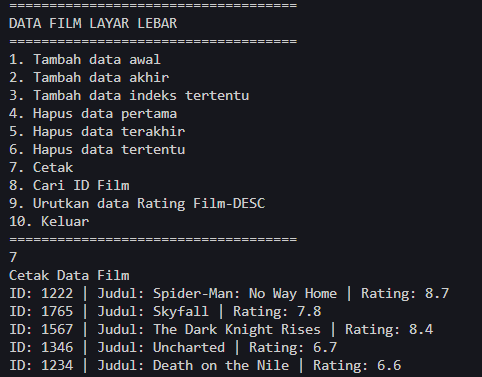 ====================================
DATA FILM LAYAR LEBAR
====================================
1. Tambah data awal
2. Tambah data akhir
3. Tambah data indeks tertentu
4. Hapus data pertama
5. Hapus data terakhir
6. Hapus data tertentu
7. Cetak
8. Cari ID Film
9. Urutkan data Rating Film-DESC
10. Keluar
====================================
7
Cetak Data Film
ID: 1222 | Judul: Spider-Man: No Way Home | Rating: 8.7
ID: 1765 | Judul: Skyfall | Rating: 7.8
ID: 1567 | Judul: The Dark Knight Rises | Rating: 8.4
ID: 1346 | Judul: Uncharted | Rating: 6.7
ID: 1234 | Judul: Death on the Nile | Rating: 6.6